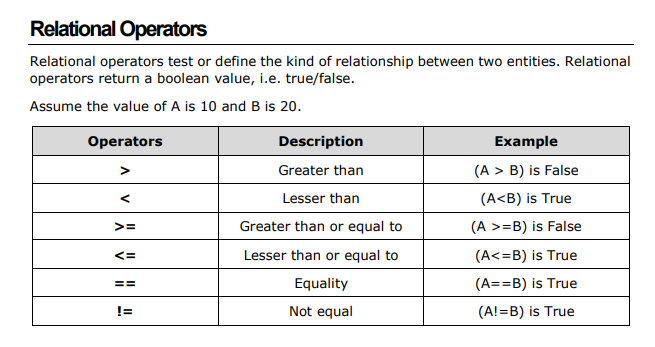 Relational Operators
Relational operators test or define the kind of relationship between two entities. Relational
operators return a boolean value, i.e. true/false.
Assume the value of A is 10 and B is 20.
Operators Description Example
> Greater than (A > B) is False
< Lesser than (A<B) is True
>= Greater than or equal to (A >=B) is False
<= Lesser than or equal to (A<=B) is True
== Equality (A==B) is True
!= Not equal (A!=B) is True